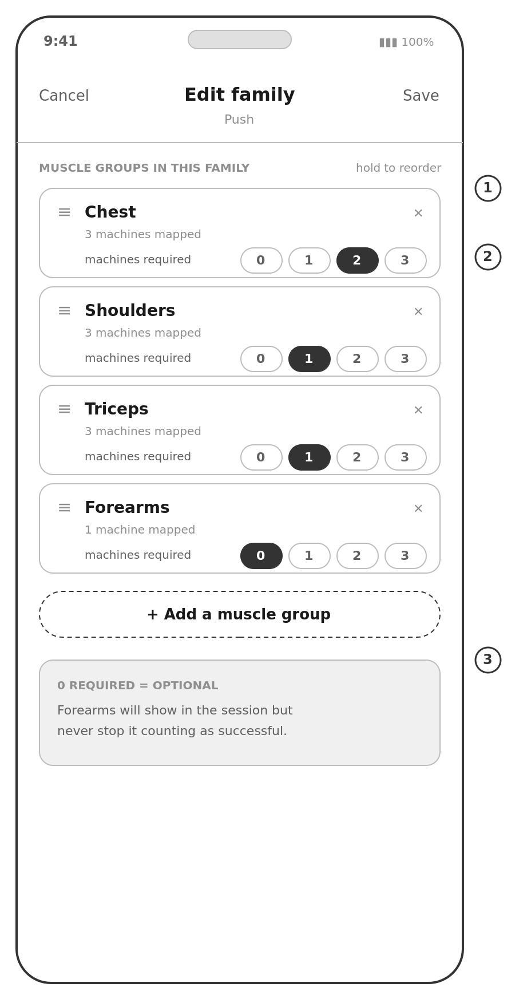 9:41 ▮▮▮ 100%
Cancel Edit family Save
Push
MUSCLE GROUPS IN THIS FAMILY hold to reorder
1
≡ Chest ×
3 machines mapped
machines required 0 1 2 3
2
≡ Shoulders ×
3 machines mapped
machines required 0 1 2 3
≡ Triceps ×
3 machines mapped
machines required 0 1 2 3
≡ Forearms ×
1 machine mapped
machines required 0 1 2 3
+ Add a muscle group
3
0 REQUIRED = OPTIONAL
Forearms will show in the session but
never stop it counting as successful.